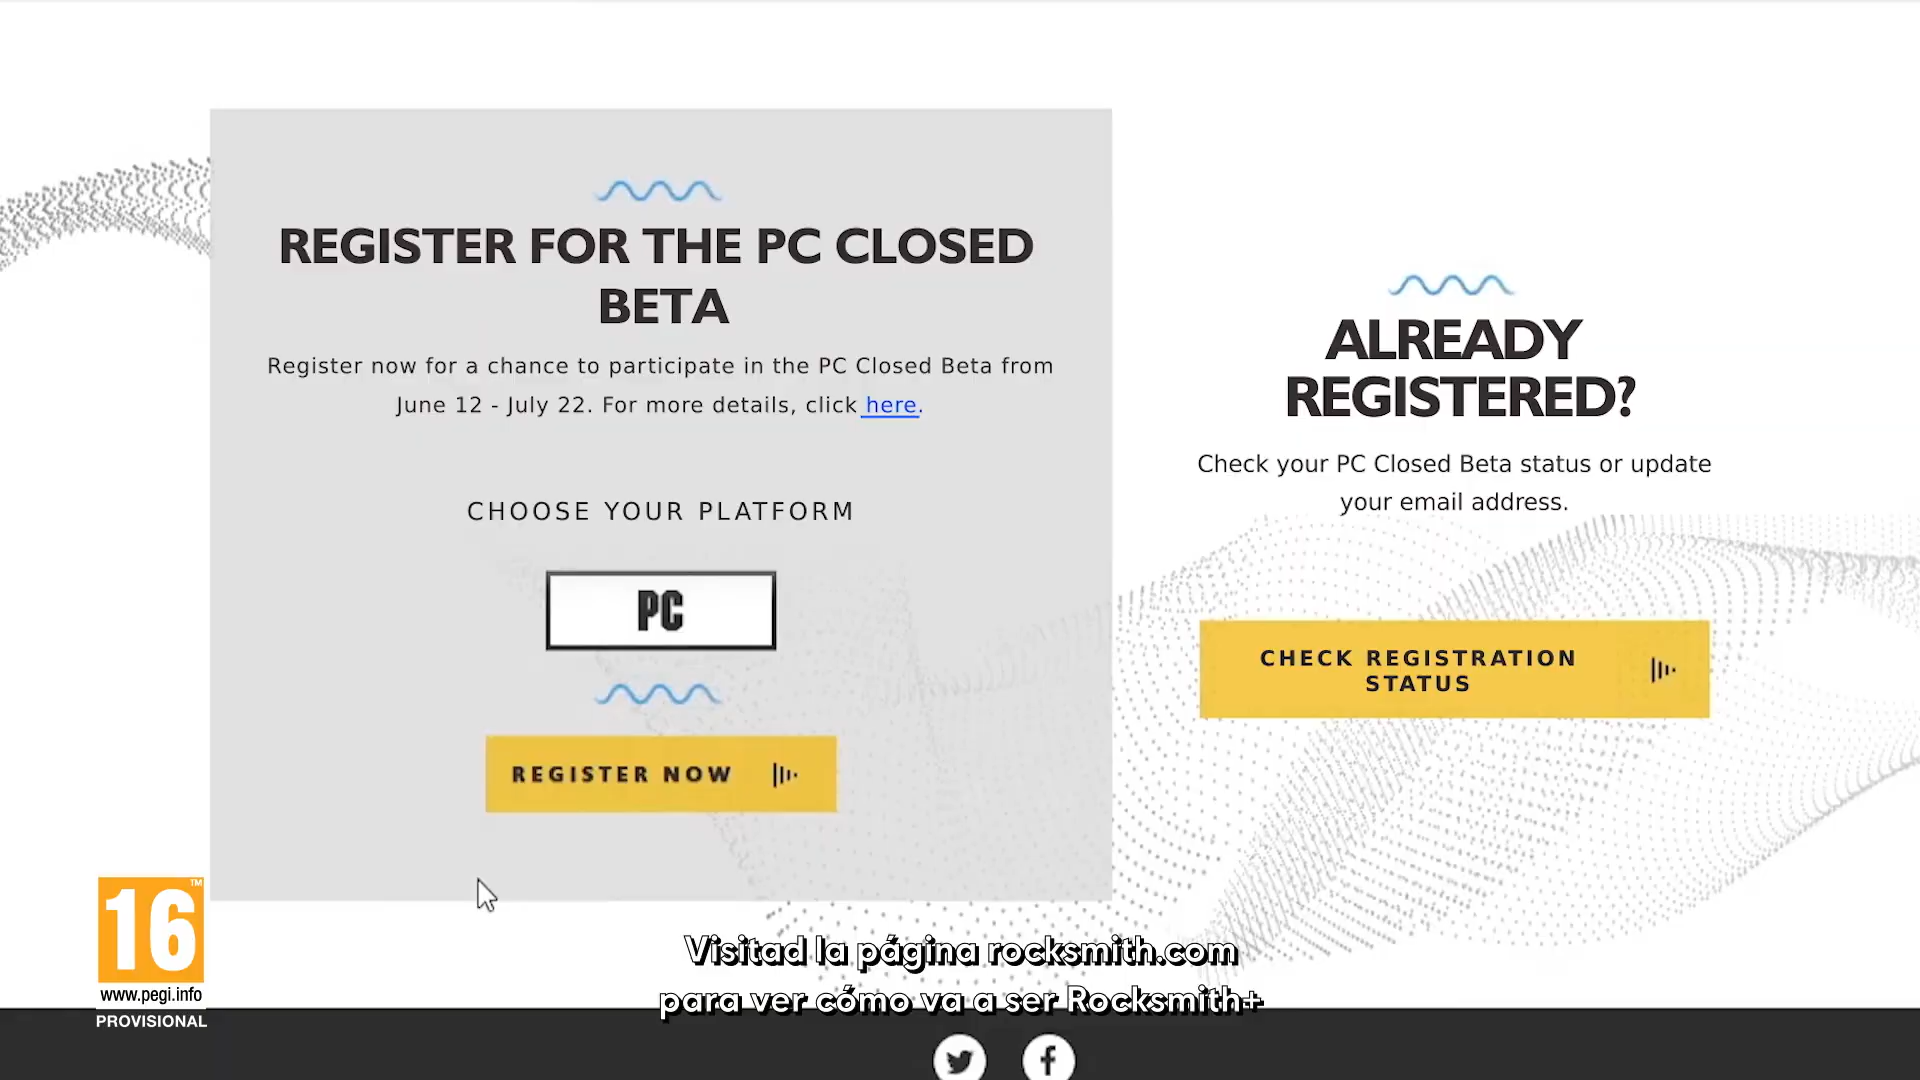 REGISTER FOR THE PC CLOSED
BETA
Register now for a chance to participate in the PC Closed Beta from
June 12 - July 22. For more details, click here.
CHOOSE YOUR PLATFORM
PC
REGISTER NOW
ALREADY
REGISTERED?
Check your PC Closed Beta status or update
your email address.
CHECK REGISTRATION
STATUS
16™
www.pegi.info
PROVISIONAL
Visitad la página rocksmith.com
para ver cómo va a ser Rocksmith+